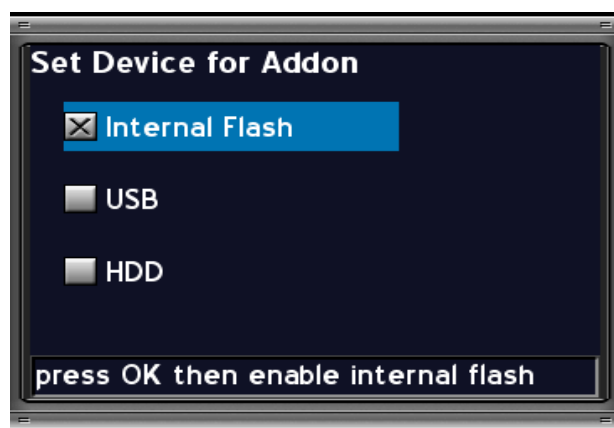 Set Device for Addon
Internal Flash
USB
HDD
press OK then enable internal flash